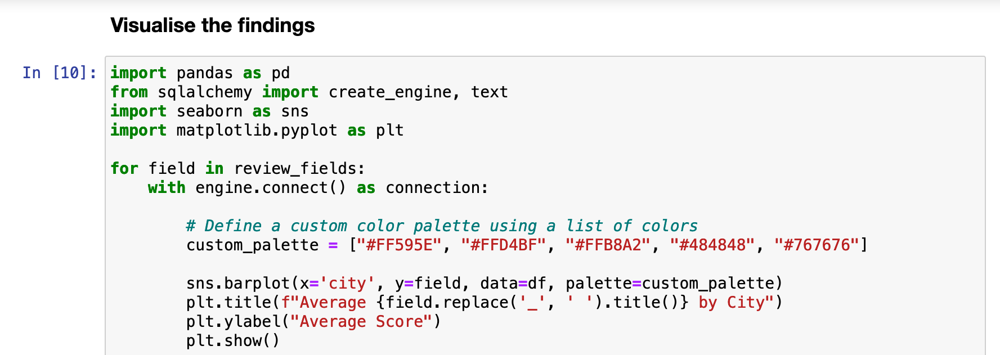 Visualise the findings
In [10]:
import pandas as pd
from sqlalchemy import create_engine, text
import seaborn as sns
import matplotlib.pyplot as plt
for field in review_fields:
    with engine.connect() as connection:
        # Define a custom color palette using a list of colors
        custom_palette = ["#FF595E", "#FFD4BF", "#FFB8A2", "#484848", "#767676"]
        sns.barplot(x='city', y=field, data=df, palette=custom_palette)
        plt.title(f"Average {field.replace('_', ' ').title()} by City")
        plt.ylabel("Average Score")
        plt.show()